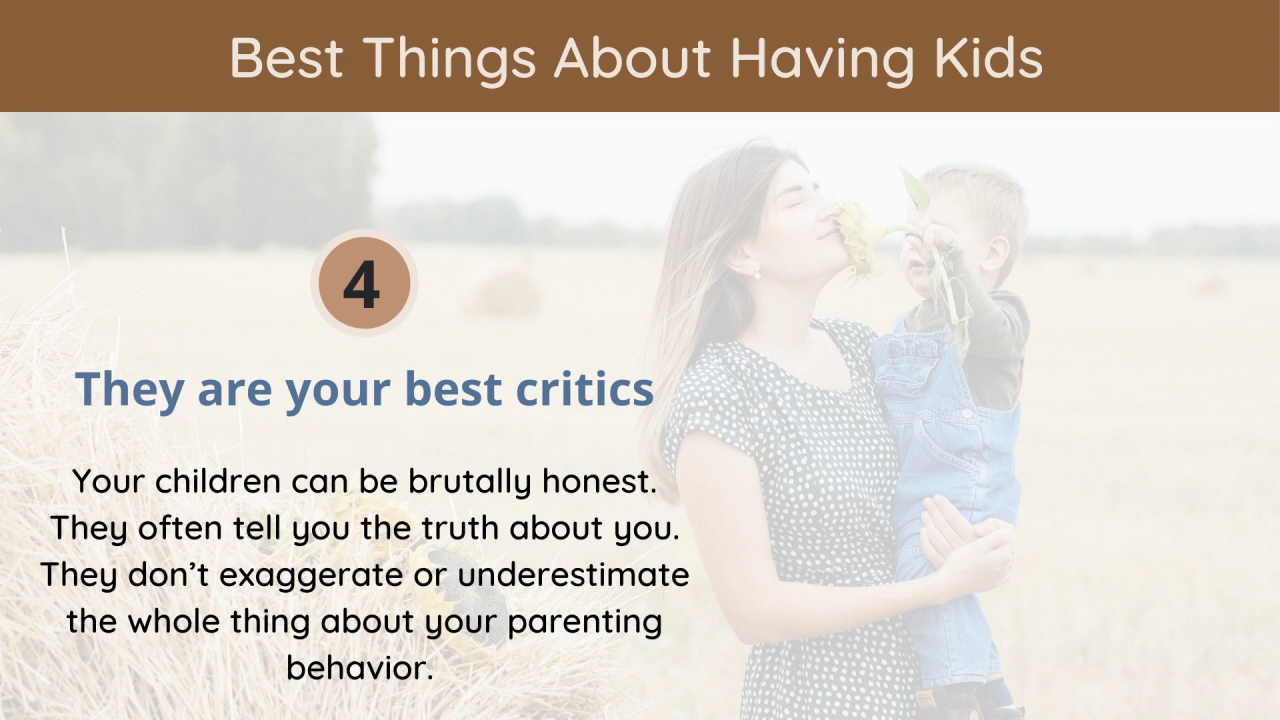 Best Things About Having Kids
4
They are your best critics
Your children can be brutally honest.
They often tell you the truth about you.
They don’t exaggerate or underestimate
the whole thing about your parenting
behavior.